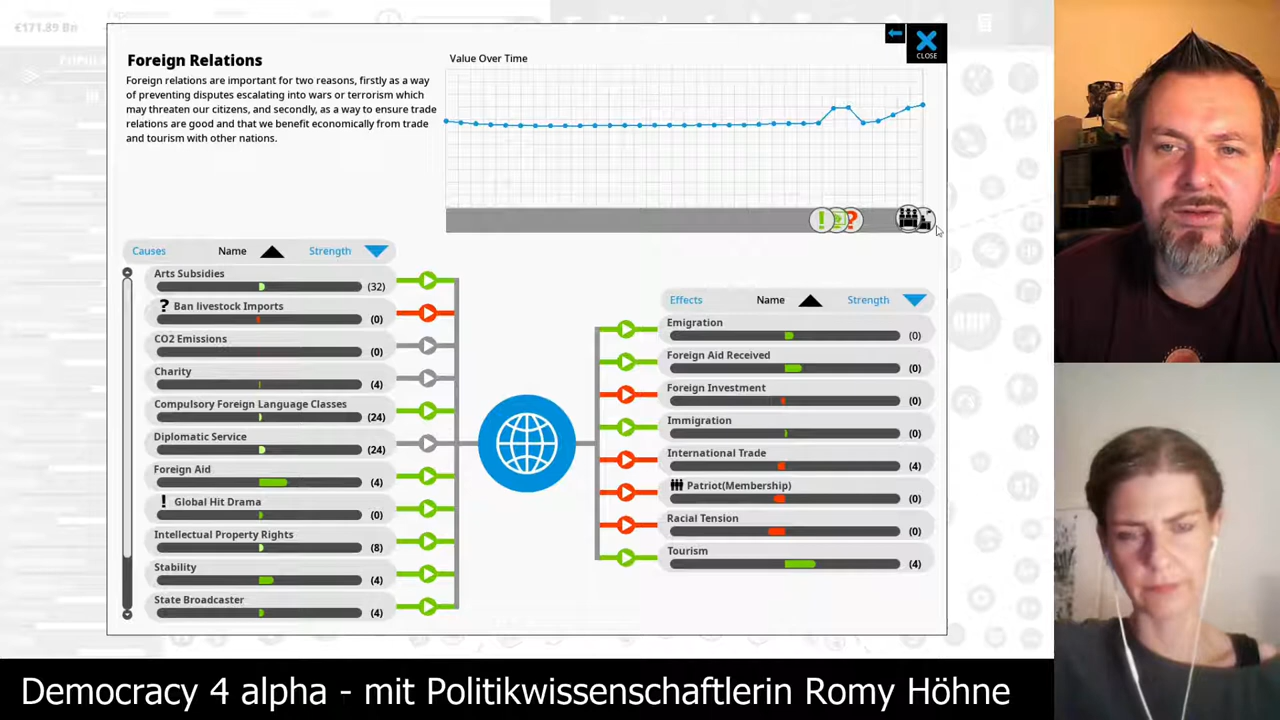 €171.89 Bn
Foreign Relations
Foreign relations are important for two reasons, firstly as a way
of preventing disputes escalating into wars or terrorism which
may threaten our citizens, and secondly, as a way to ensure trade
relations are good and that we benefit economically from trade
and tourism with other nations.
Value Over Time
CLOSE
Causes Name Strength
Arts Subsidies
(32)
? Ban livestock Imports
(0)
CO2 Emissions
(0)
Charity
(4)
Compulsory Foreign Language Classes
(24)
Diplomatic Service
(24)
Foreign Aid
(4)
! Global Hit Drama
(0)
Intellectual Property Rights
(8)
Stability
(4)
State Broadcaster
(4)
Effects Name Strength
Emigration
(0)
Foreign Aid Received
(0)
Foreign Investment
(0)
Immigration
(0)
International Trade
(4)
Patriot(Membership)
(0)
Racial Tension
(0)
Tourism
(4)
Democracy 4 alpha - mit Politikwissenschaftlerin Romy Höhne